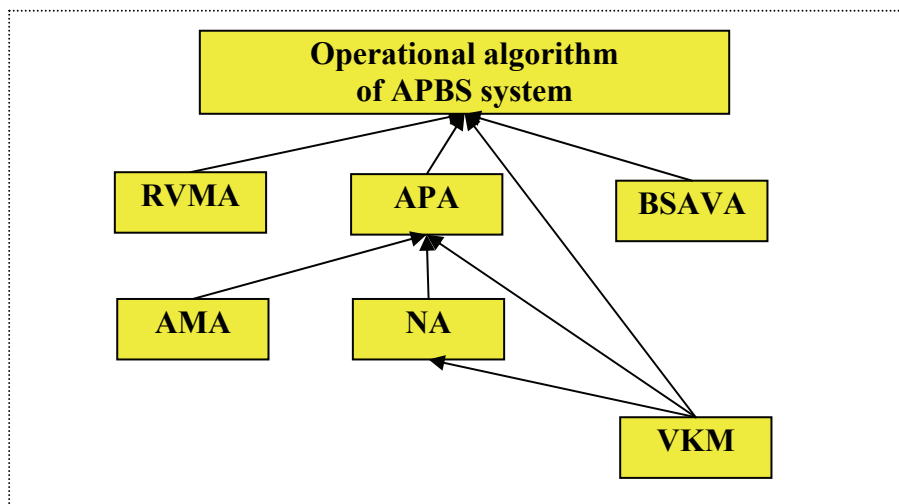 Operational algorithm
of APBS system
RVMA
APA
BSAVA
AMA
NA
VKM